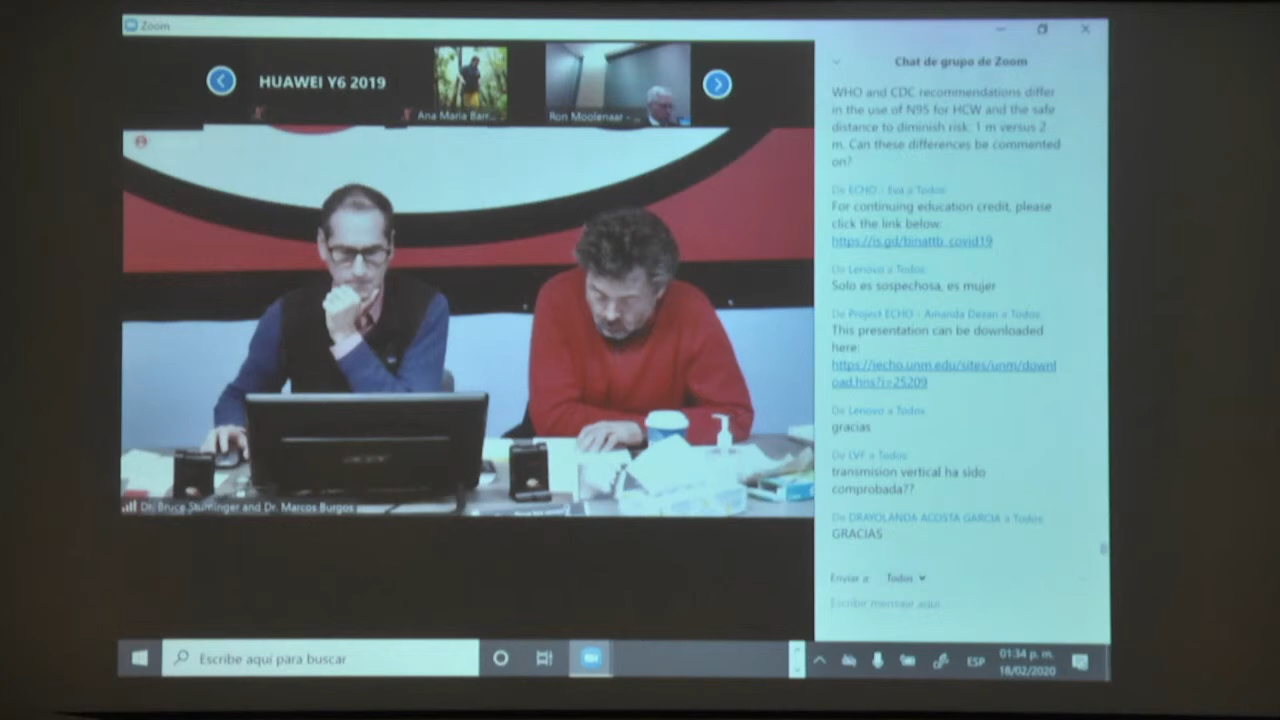 Zoom
HUAWEI Y6 2019
Ana Maria Barr...
Ron Moolenaar - ...
Chat de grupo de Zoom
WHO and CDC recommendations differ
in the use of N95 for HCW and the safe
distance to diminish risk. 1 m versus 2
m. Can these differences be commented
on?
De ECHO - Eva a Todos
For continuing education credit, please
click the link below:
https://is.gd/binattb_covid19
De Lenovo a Todos
Solo es sospechosa, es mujer
De Project ECHO - Amanda Dezan a Todos
This presentation can be downloaded
here:
https://iecho.unm.edu/sites/unm/downl
oad.hns?i=25209
De Lenovo a Todos
gracias
De LVF a Todos
transmision vertical ha sido
comprobada??
De DRAYOLANDA ACOSTA GARCIA a Todos
GRACIAS
Enviar a: Todos
Escribir mensaje aquí
acer
Dr. Bruce Struminger and Dr. Marcos Burgos
Escribe aquí para buscar
ESP
01:34 p. m.
18/02/2020